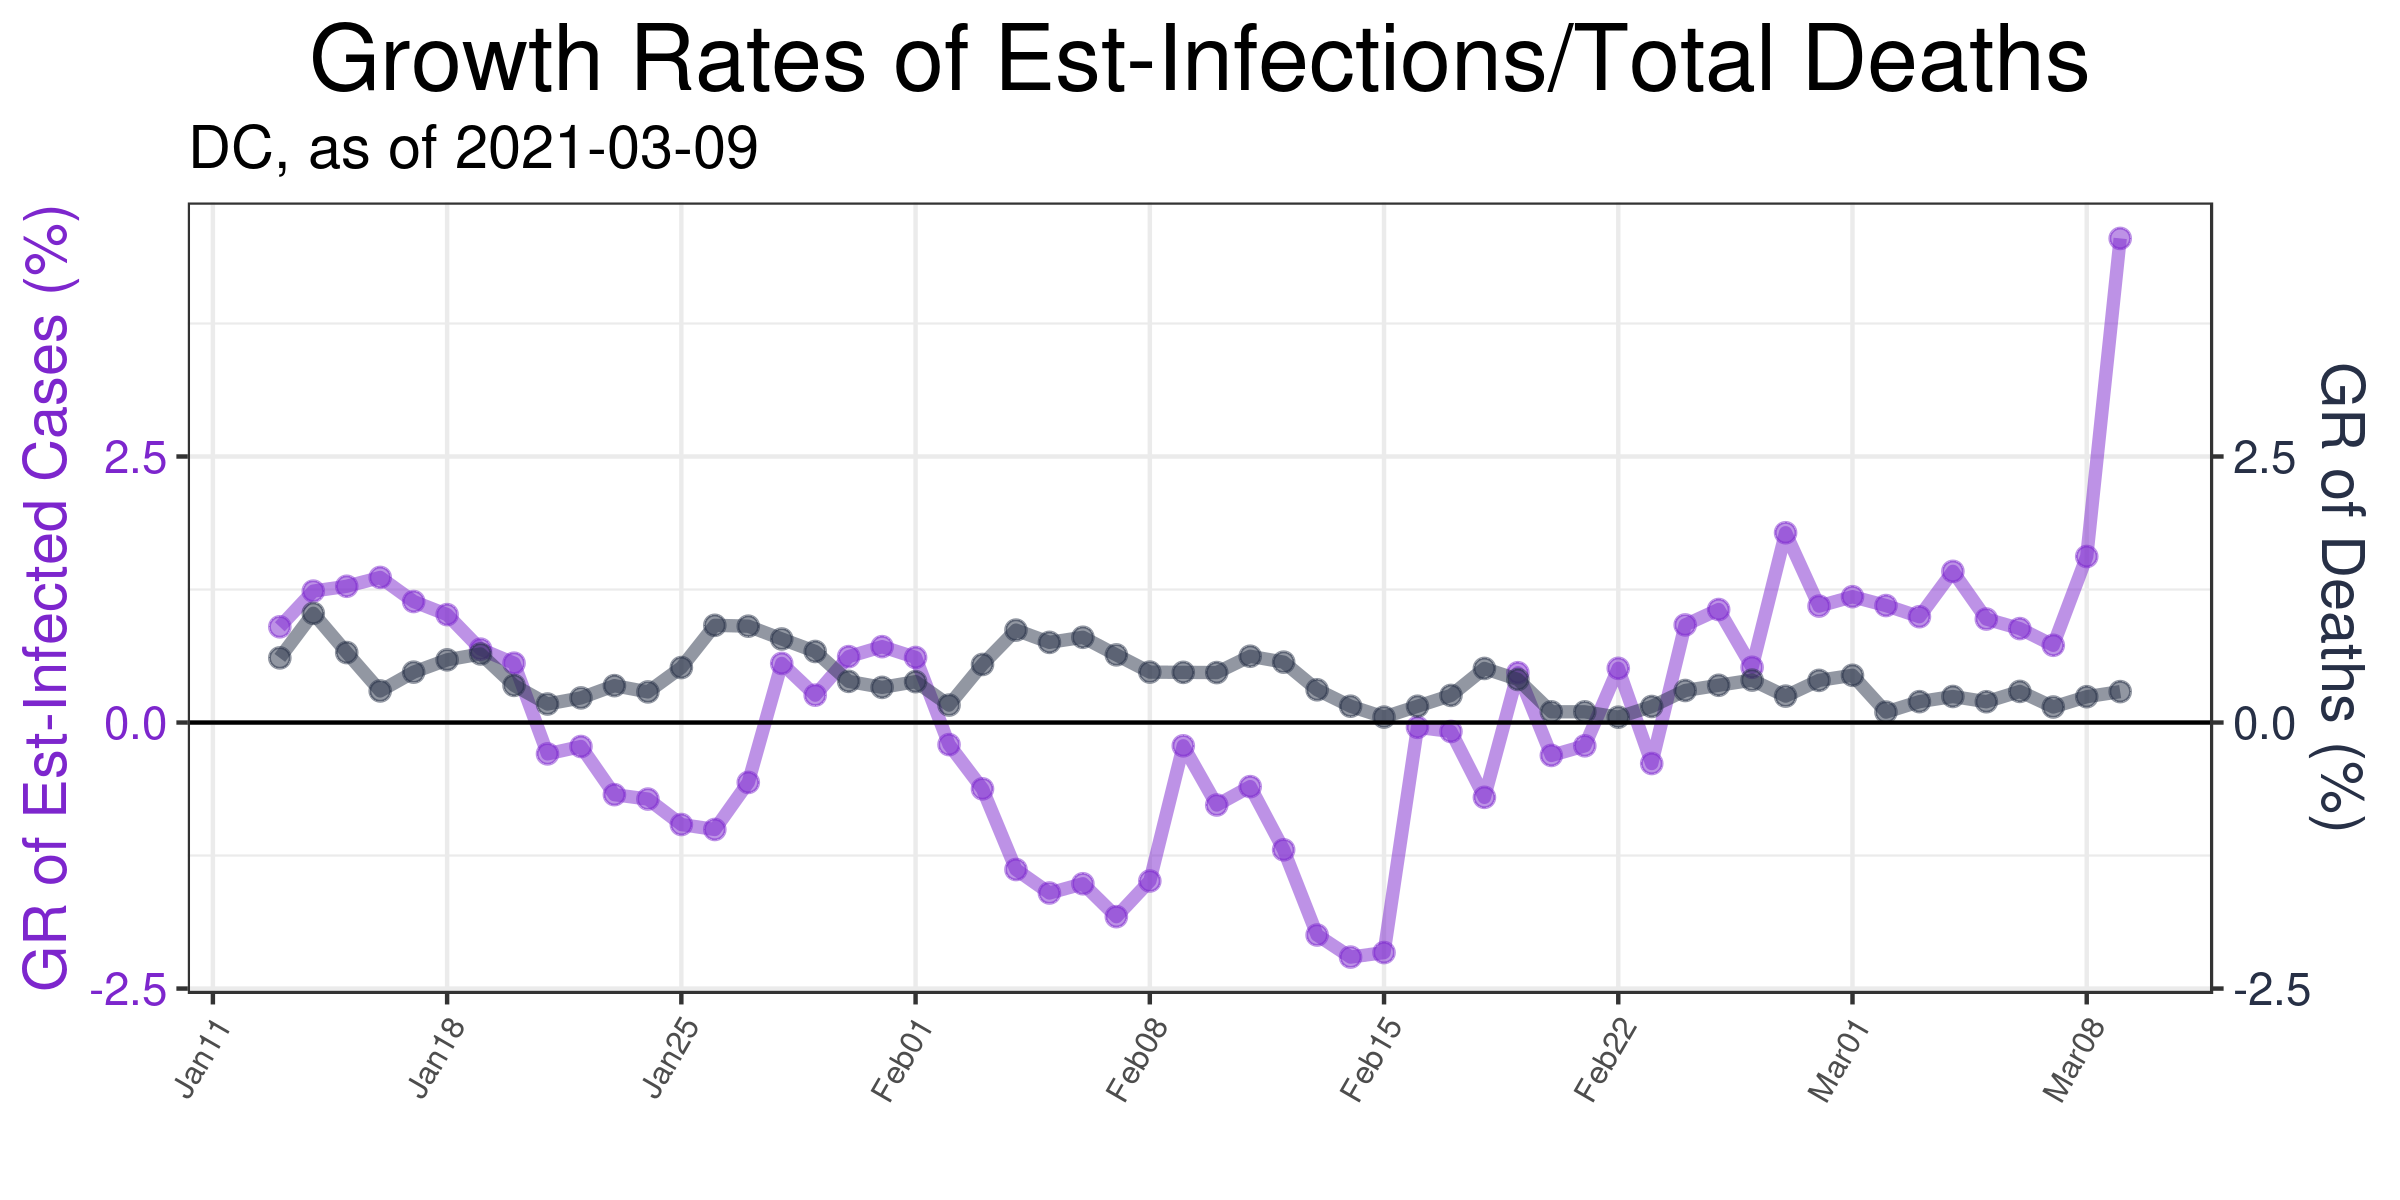 Growth Rates of Est-Infections/Total Deaths
DC, as of 2021-03-09
GR of Est-Infected Cases (%)
2.5
0.0
-2.5
2.5
0.0
-2.5
GR of Deaths (%)
Jan11
Jan18
Jan25
Feb01
Feb08
Feb15
Feb22
Mar01
Mar08